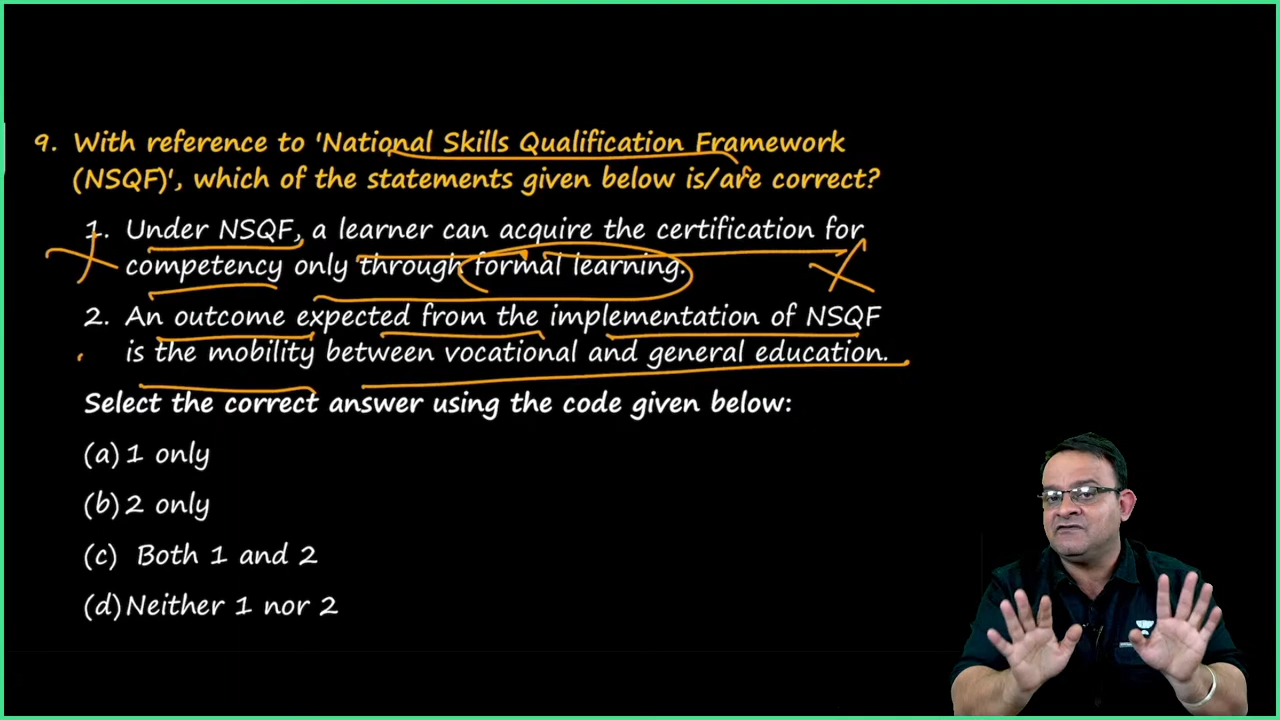 9. With reference to 'National Skills Qualification Framework
(NSQF)', which of the statements given below is/are correct?
1. Under NSQF, a learner can acquire the certification for
competency only through formal learning.
2. An outcome expected from the implementation of NSQF
is the mobility between vocational and general education.
Select the correct answer using the code given below:
(a) 1 only
(b) 2 only
(c) Both 1 and 2
(d) Neither 1 nor 2